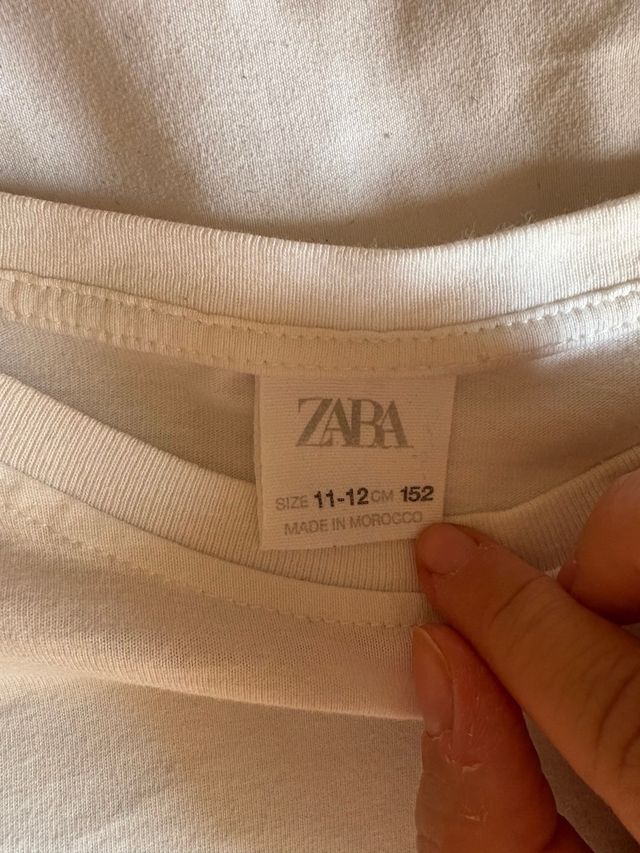 ZARA
SIZE 11-12 CM 152
MADE IN MOROCCO